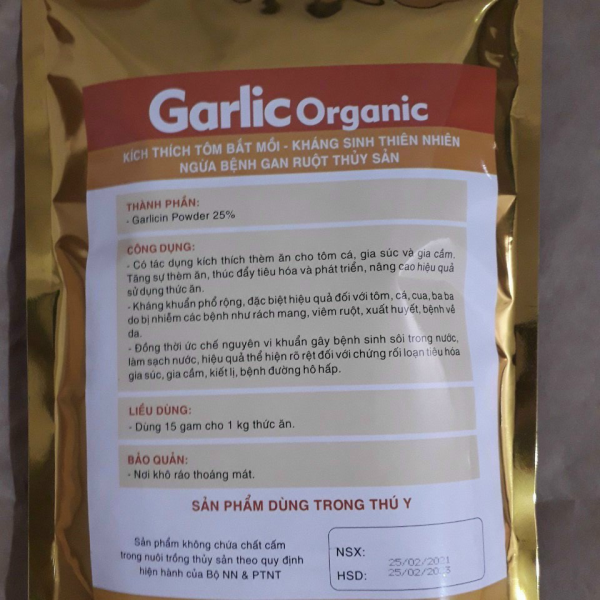 Garlic Organic
KÍCH THÍCH TÔM BẮT MỒI - KHÁNG SINH THIÊN NHIÊN
NGỪA BỆNH GAN RUỘT THỦY SẢN
THÀNH PHẦN:
- Garlicin Powder 25%
CÔNG DỤNG:
- Có tác dụng kích thích thèm ăn cho tôm cá, gia súc và gia cầm.
Tăng sự thèm ăn, thúc đẩy tiêu hóa và phát triển, nâng cao hiệu quả
sử dụng thức ăn.
- Kháng khuẩn phổ rộng, đặc biệt hiệu quả đối với tôm, cá, cua, ba ba
do bị nhiễm các bệnh như rách mang, viêm ruột, xuất huyết, bệnh về
da.
- Đồng thời ức chế nguyên vi khuẩn gây bệnh sinh sôi trong nước,
làm sạch nước, hiệu quả thể hiện rõ rệt đối với chứng rối loạn tiêu hóa
gia súc, gia cầm, kiết lị, bệnh đường hô hấp.
LIỀU DÙNG:
- Dùng 15 gam cho 1 kg thức ăn.
BẢO QUẢN:
- Nơi khô ráo thoáng mát.
SẢN PHẨM DÙNG TRONG THÚ Y
Sản phẩm không chứa chất cấm
trong nuôi trồng thủy sản theo quy định
hiện hành của Bộ NN & PTNT
NSX: 25/02/2021
HSD: 25/02/2023